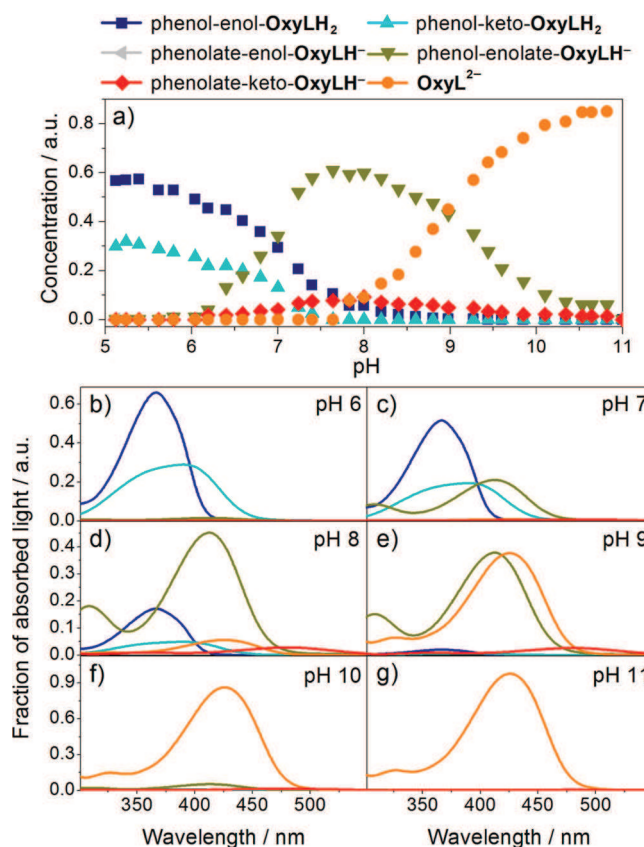 phenol-enol-OxyLH₂ phenol-keto-OxyLH₂
phenolate-enol-OxyLH⁻ phenol-enolate-OxyLH⁻
phenolate-keto-OxyLH⁻ OxyL²⁻
a)
Concentration / a.u.
0.8
0.4
0.0
5 6 7 8 9 10 11
pH
Fraction of absorbed light / a.u.
b) pH 6
0.6
0.4
0.2
0.0
c) pH 7
d) pH 8
0.4
0.3
0.2
0.1
0.0
e) pH 9
f) pH 10
0.9
0.6
0.3
0.0
g) pH 11
350 400 450 500
350 400 450 500
Wavelength / nm Wavelength / nm